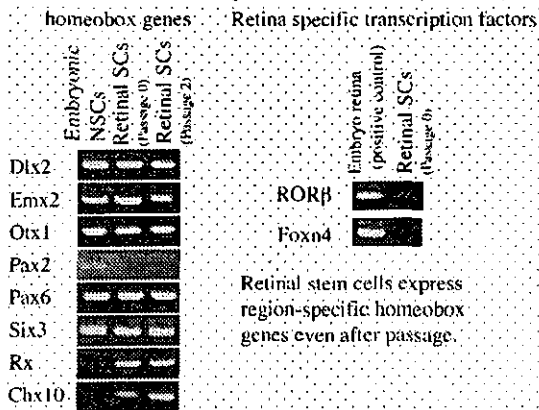 homeobox genes
Retina specific transcription factors
Embryonic
NSCs
Retinal SCs
(Passage 0)
Retinal SCs
(Passage 2)
Dlx2
Emx2
Otx1
Pax2
Pax6
Six3
Rx
Chx10
Embryo retina
(positive control)
Retinal SCs
(Passage 0)
RORβ
Foxn4
Retinal stem cells express
region-specific homeobox
genes even after passage.